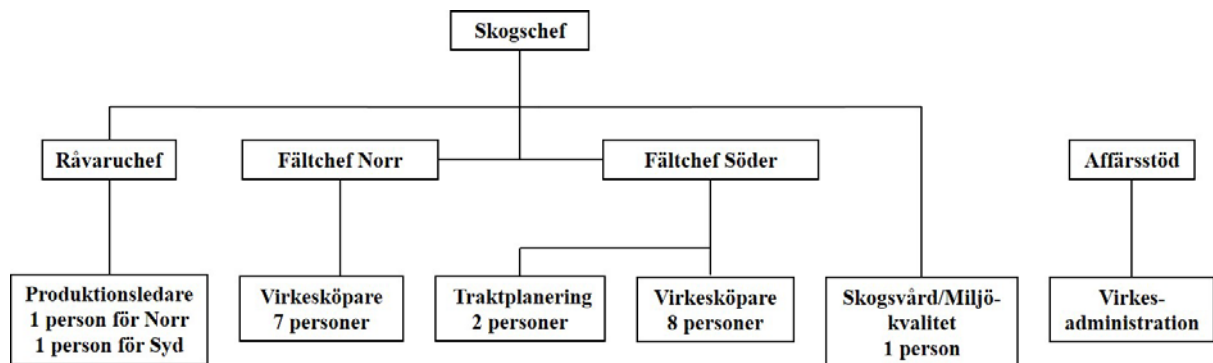 Skogschef
Råvaruchef
Fältchef Norr
Fältchef Söder
Affärsstöd
Produktionsledare
1 person för Norr
1 person för Syd
Virkesköpare
7 personer
Traktplanering
2 personer
Virkesköpare
8 personer
Skogsvård/Miljö-
kvalitet
1 person
Virkes-
administration